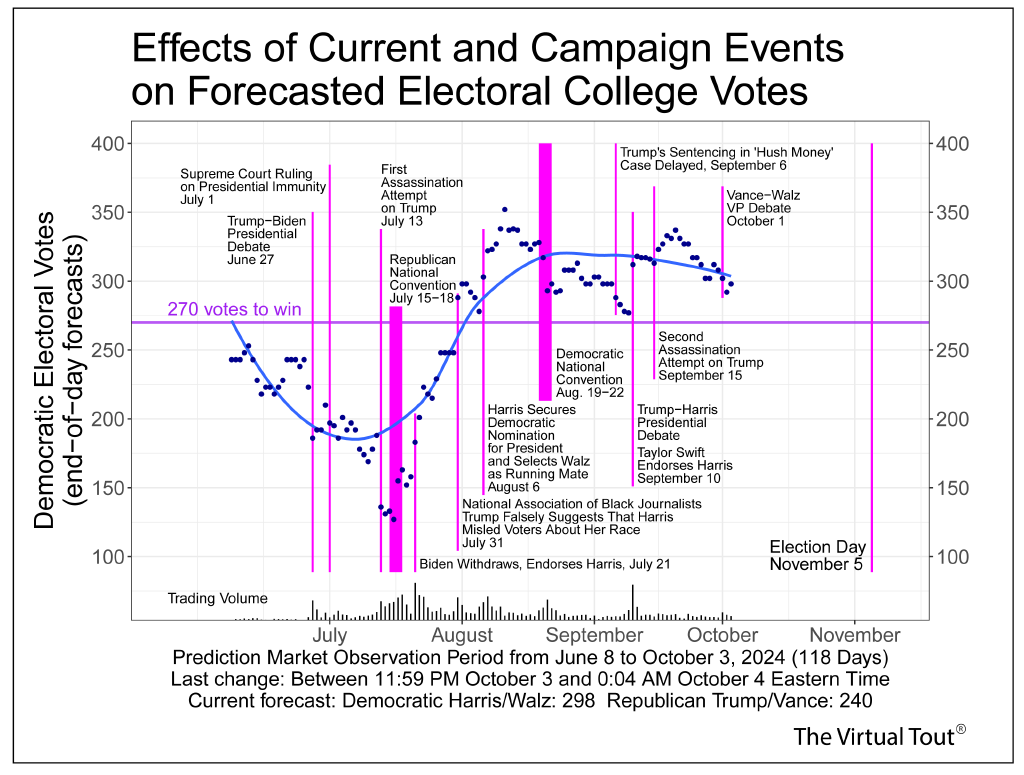 Effects of Current and Campaign Events
on Forecasted Electoral College Votes
Democratic Electoral Votes
(end−of−day forecasts)
400
350
300
250
200
150
100
400
350
300
250
200
150
100
Supreme Court Ruling
on Presidential Immunity
July 1
Trump−Biden
Presidential
Debate
June 27
First
Assassination
Attempt
on Trump
July 13
Republican
National
Convention
July 15−18
Trump's Sentencing in 'Hush Money'
Case Delayed, September 6
Vance−Walz
VP Debate
October 1
270 votes to win
Second
Assassination
Attempt on Trump
September 15
Democratic
National
Convention
Aug. 19−22
Harris Secures
Democratic
Nomination
for President
and Selects Walz
as Running Mate
August 6
Trump−Harris
Presidential
Debate
Taylor Swift
Endorses Harris
September 10
National Association of Black Journalists
Trump Falsely Suggests That Harris
Misled Voters About Her Race
July 31
Biden Withdraws, Endorses Harris, July 21
Election Day
November 5
Trading Volume
July
August
September
October
November
Prediction Market Observation Period from June 8 to October 3, 2024 (118 Days)
Last change: Between 11:59 PM October 3 and 0:04 AM October 4 Eastern Time
Current forecast: Democratic Harris/Walz: 298 Republican Trump/Vance: 240
The Virtual Tout®